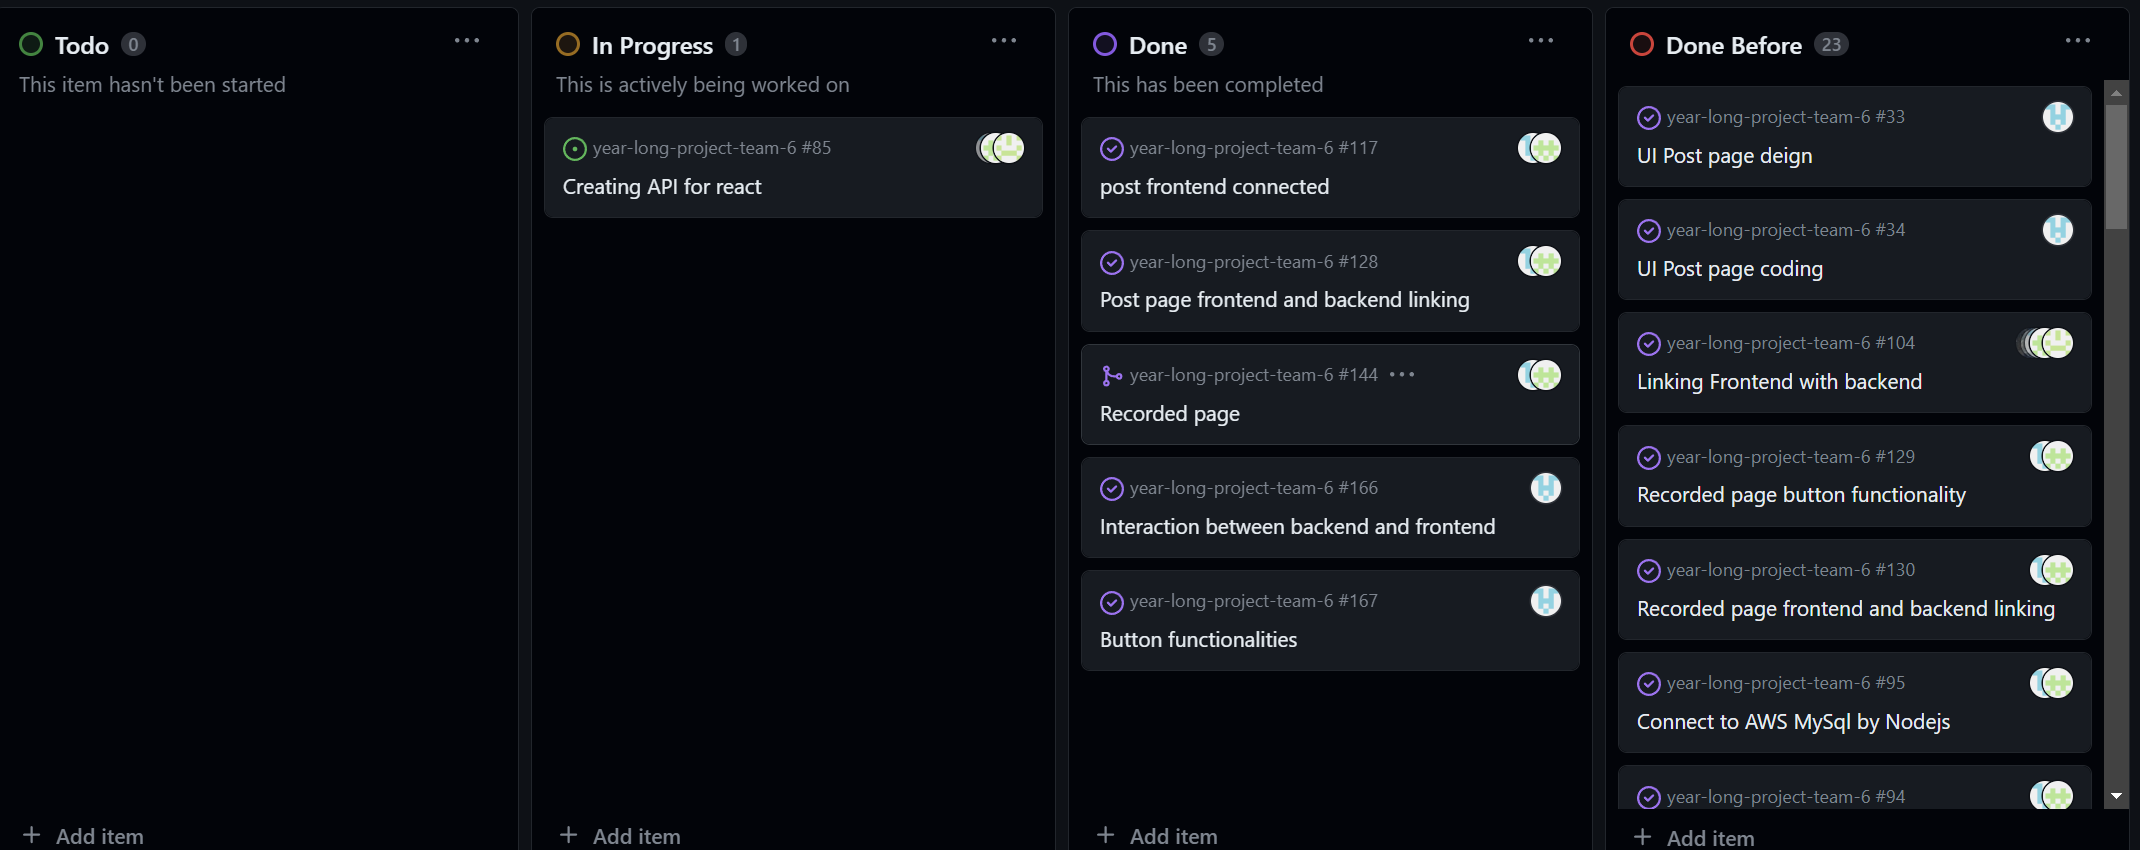 Todo 0
This item hasn't been started
Add item
In Progress 1
This is actively being worked on
year-long-project-team-6 #85
Creating API for react
Add item
Done 5
This has been completed
year-long-project-team-6 #117
post frontend connected
year-long-project-team-6 #128
Post page frontend and backend linking
year-long-project-team-6 #144
Recorded page
year-long-project-team-6 #166
Interaction between backend and frontend
year-long-project-team-6 #167
Button functionalities
Add item
Done Before 23
year-long-project-team-6 #33
UI Post page deign
year-long-project-team-6 #34
UI Post page coding
year-long-project-team-6 #104
Linking Frontend with backend
year-long-project-team-6 #129
Recorded page button functionality
year-long-project-team-6 #130
Recorded page frontend and backend linking
year-long-project-team-6 #95
Connect to AWS MySql by Nodejs
year-long-project-team-6 #94
Add item